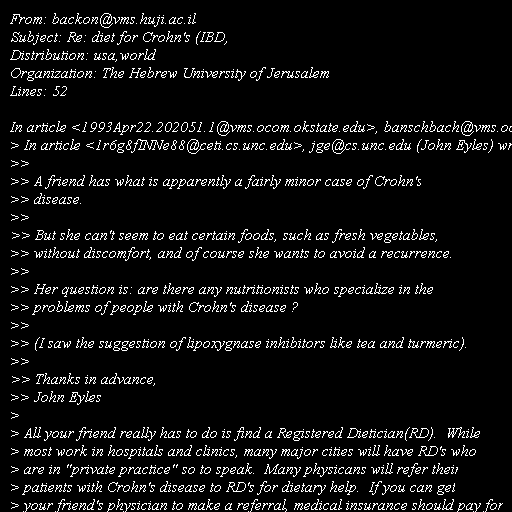 From: backon@vms.huji.ac.il
Subject: Re: diet for Crohn's (IBD,
Distribution: usa,world
Organization: The Hebrew University of Jerusalem
Lines: 52

In article <1993Apr22.202051.1@vms.ocom.okstate.edu>, banschbach@vms.oc
> In article <1r6g8fINNe88@ceti.cs.unc.edu>, jge@cs.unc.edu (John Eyles) wr
>>
>> A friend has what is apparently a fairly minor case of Crohn's
>> disease.
>>
>> But she can't seem to eat certain foods, such as fresh vegetables,
>> without discomfort, and of course she wants to avoid a recurrence.
>>
>> Her question is: are there any nutritionists who specialize in the
>> problems of people with Crohn's disease ?
>>
>> (I saw the suggestion of lipoxygnase inhibitors like tea and turmeric).
>>
>> Thanks in advance,
>> John Eyles
>
> All your friend really has to do is find a Registered Dietician(RD).  While
> most work in hospitals and clinics, many major cities will have RD's who
> are in "private practice" so to speak.  Many physicans will refer their
> patients with Crohn's disease to RD's for dietary help.  If you can get
> your friend's physician to make a referral, medical insurance should pay for